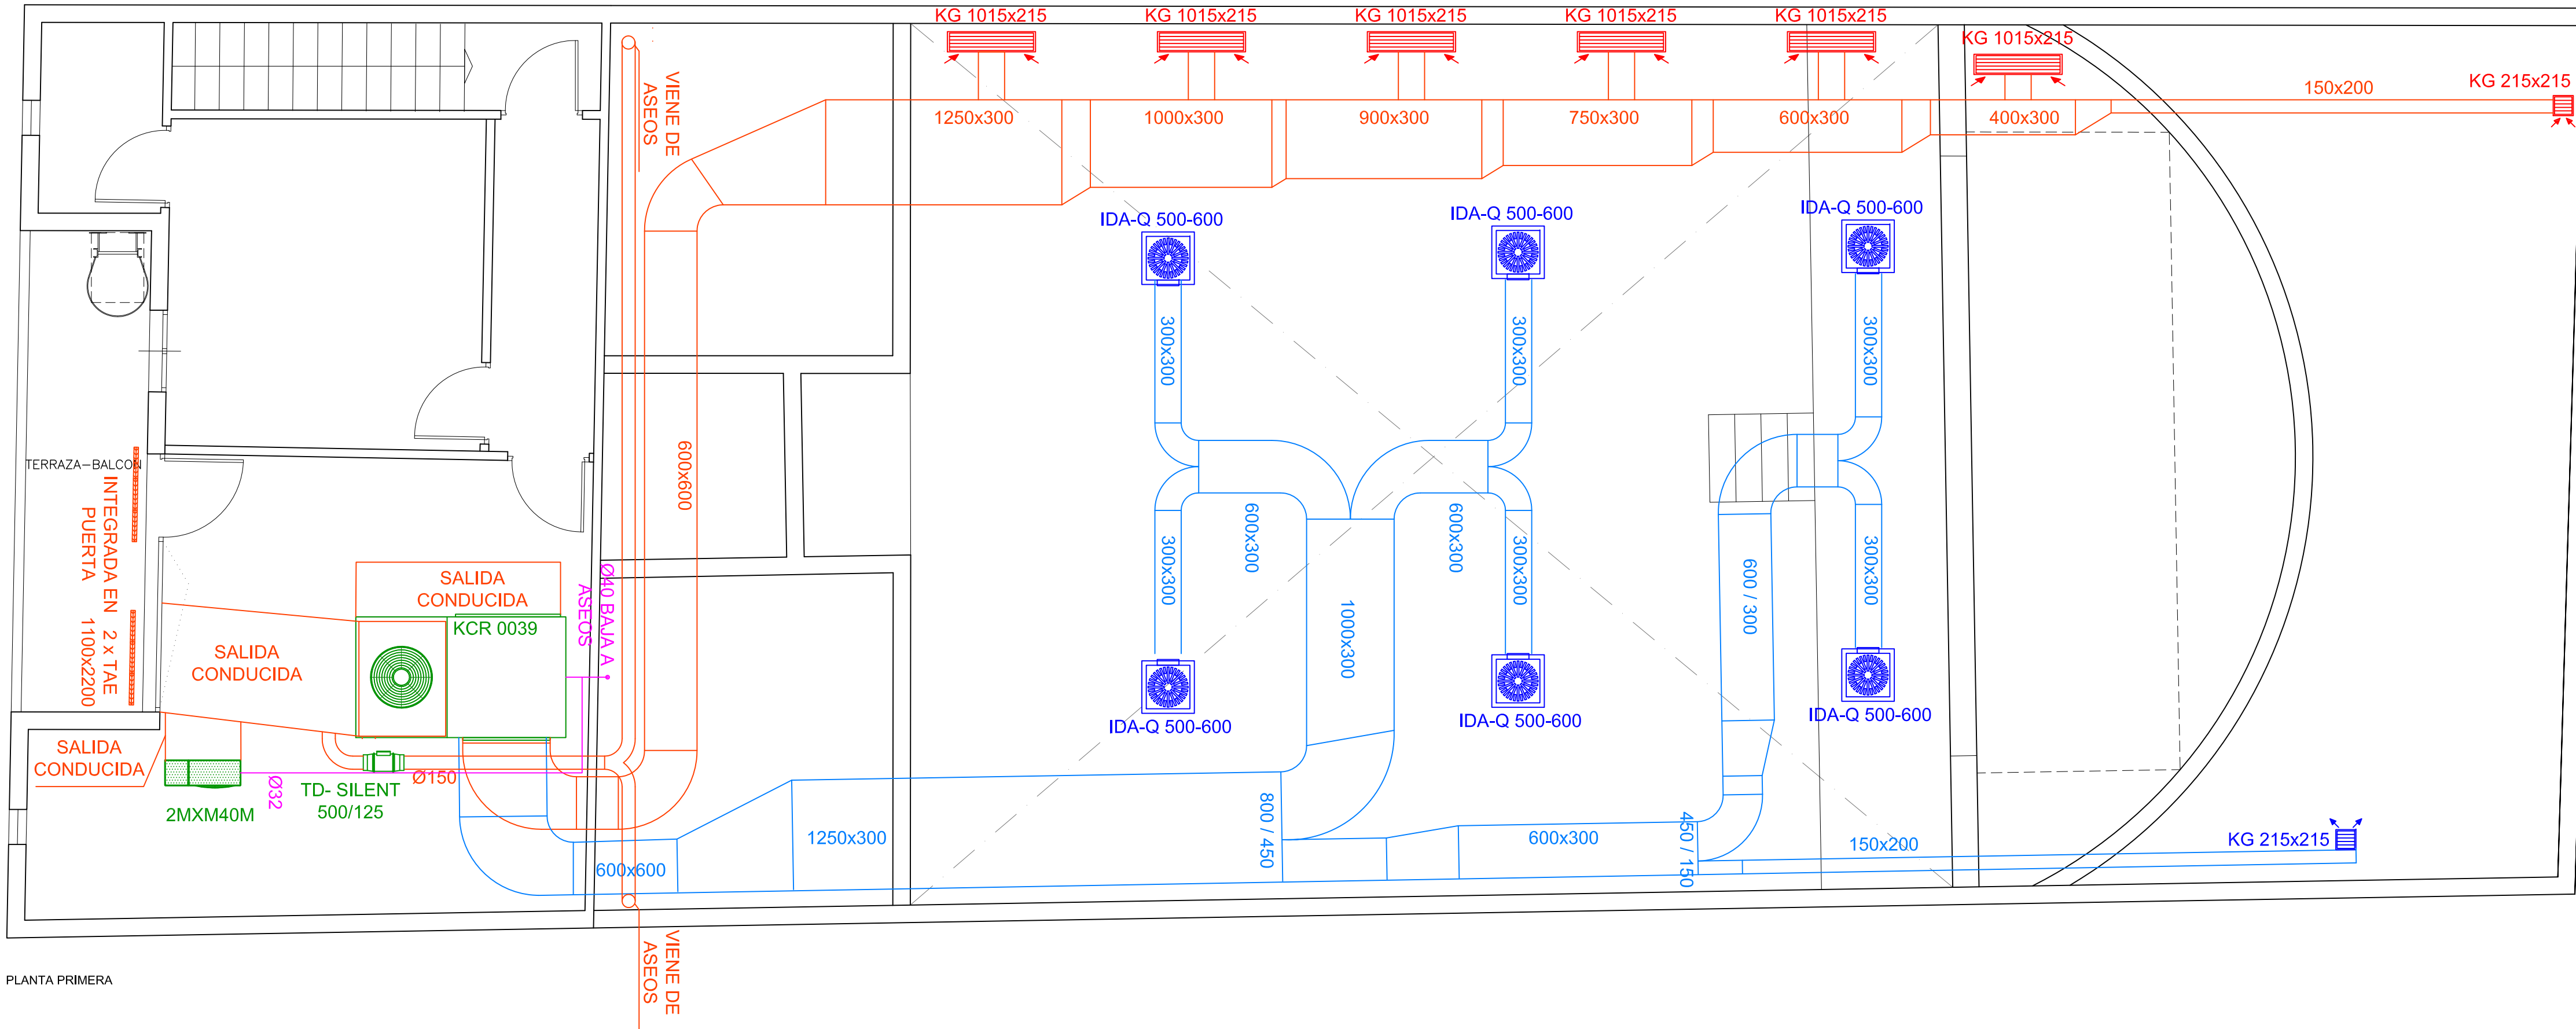 KG 1015x215
KG 1015x215
KG 1015x215
KG 1015x215
KG 1015x215
KG 1015x215
KG 215x215
150x200
1250x300
1000x300
900x300
750x300
600x300
400x300
VIENE DE
ASEOS
IDA-Q 500-600
IDA-Q 500-600
IDA-Q 500-600
300x300
300x300
300x300
600x600
TERRAZA-BALCON
INTEGRADA EN
PUERTA
2 x TAE
1100x2200
SALIDA
CONDUCIDA
KCR 0039
SALIDA
CONDUCIDA
Ø40 BAJA A
ASEOS
600x300
600x300
300x300
300x300
300x300
1000x300
600 / 300
IDA-Q 500-600
IDA-Q 500-600
IDA-Q 500-600
SALIDA
CONDUCIDA
2MXM40M
Ø32
TD- SILENT
500/125
Ø150
600x600
1250x300
800 / 450
600x300
450 / 150
150x200
KG 215x215
VIENE DE
ASEOS
PLANTA PRIMERA